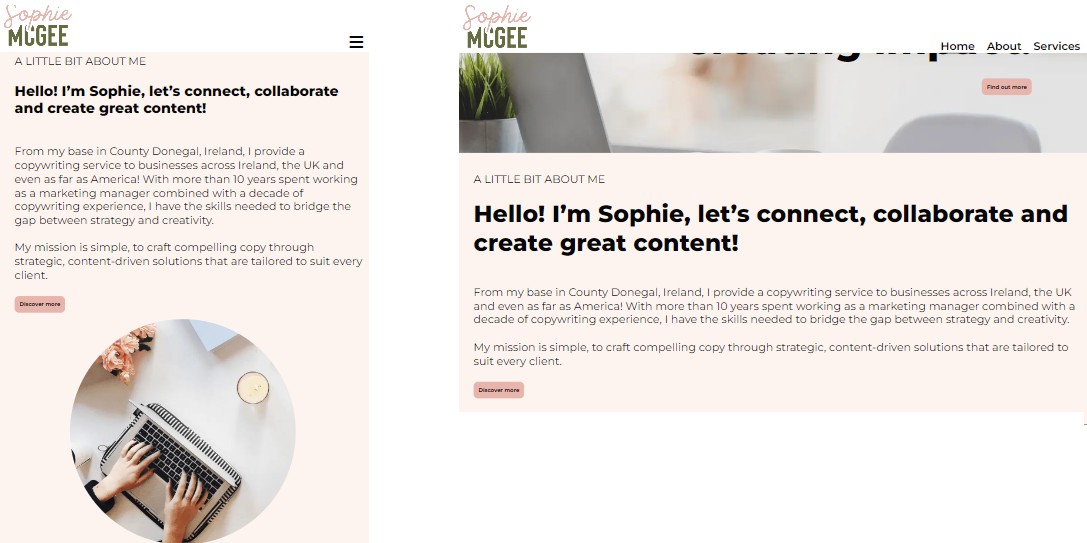 Sophie
McGEE
A LITTLE BIT ABOUT ME
Hello! I’m Sophie, let’s connect, collaborate
and create great content!
From my base in County Donegal, Ireland, I provide a
copywriting service to businesses across Ireland, the UK and
even as far as America! With more than 10 years spent working
as a marketing manager combined with a decade of
copywriting experience, I have the skills needed to bridge the
gap between strategy and creativity.
My mission is simple, to craft compelling copy through
strategic, content-driven solutions that are tailored to suit every
client.
Discover more
Sophie
McGEE
Home About Services
Creating impact.
Find out more
A LITTLE BIT ABOUT ME
Hello! I’m Sophie, let’s connect, collaborate and
create great content!
From my base in County Donegal, Ireland, I provide a copywriting service to businesses across Ireland, the UK
and even as far as America! With more than 10 years spent working as a marketing manager combined with a
decade of copywriting experience, I have the skills needed to bridge the gap between strategy and creativity.
My mission is simple, to craft compelling copy through strategic, content-driven solutions that are tailored to
suit every client.
Discover more